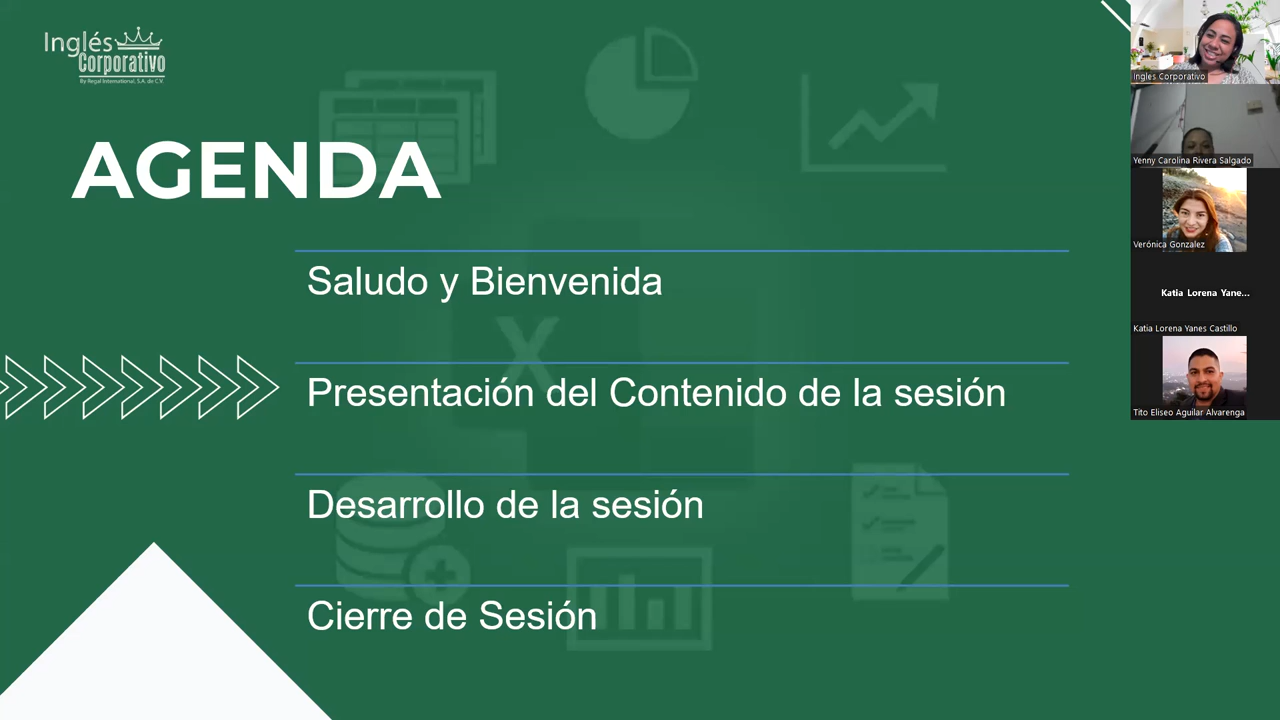 Inglés
Corporativo
By Regal International, S.A. de C.V.
AGENDA
Saludo y Bienvenida
Presentación del Contenido de la sesión
Desarrollo de la sesión
Cierre de Sesión
X
Ingles Corporativo
Yenny Carolina Rivera Salgado
Verónica Gonzalez
Katia Lorena Yane...
Katia Lorena Yanes Castillo
Tito Eliseo Aguilar Alvarenga